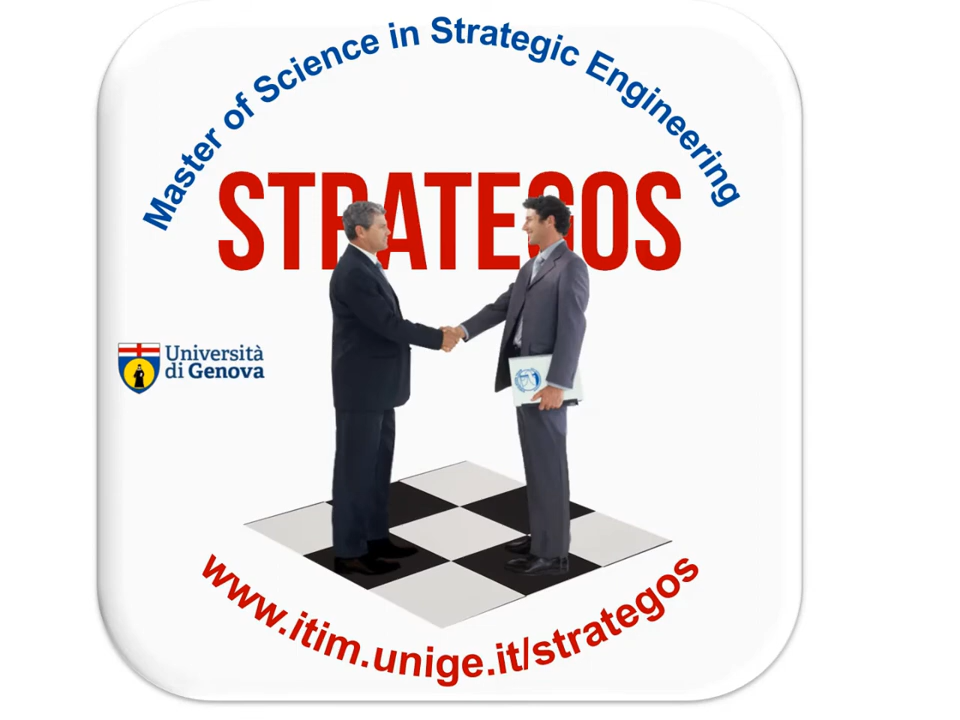 Master of Science in Strategic Engineering
STRATEGOS
Università
di Genova
www.itim.unige.it/strategos